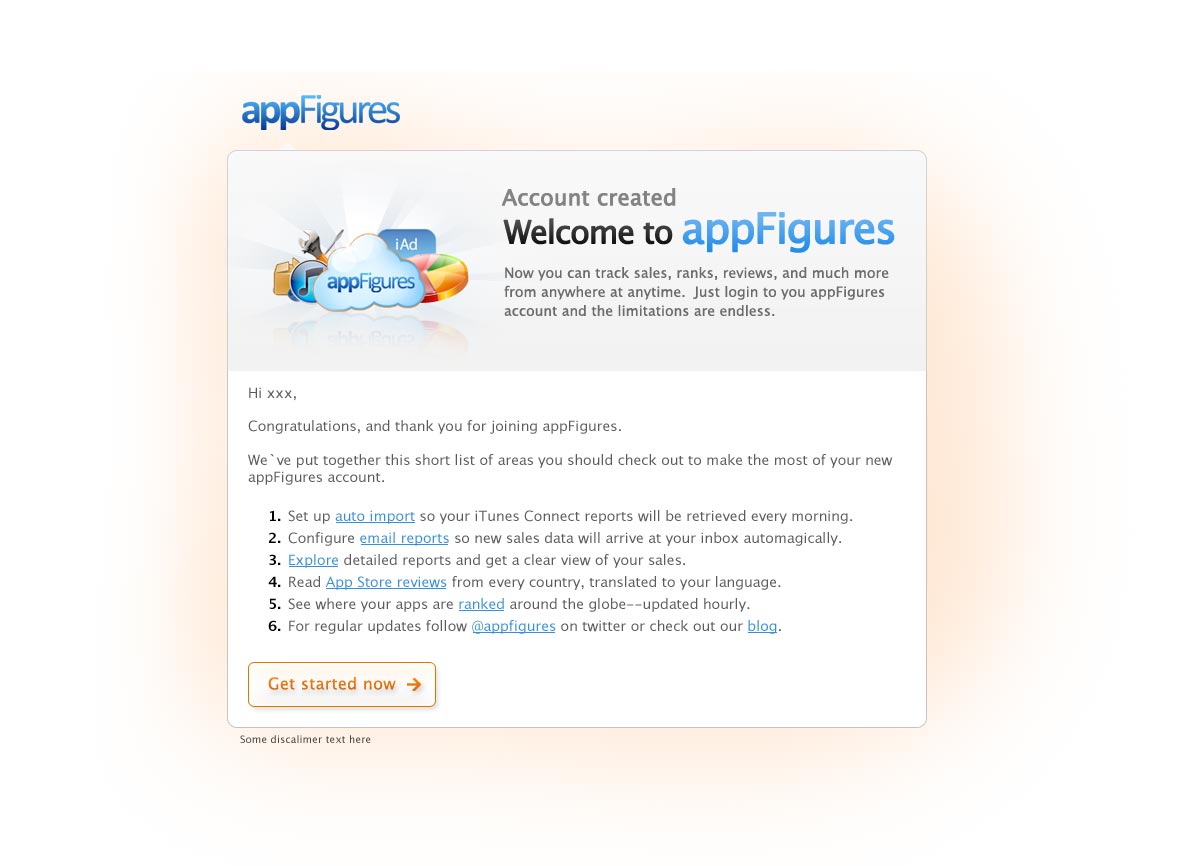 appFigures
Account created
Welcome to appFigures
iAd
appFigures
Now you can track sales, ranks, reviews, and much more
from anywhere at anytime.  Just login to you appFigures
account and the limitations are endless.
Hi xxx,
Congratulations, and thank you for joining appFigures.
We`ve put together this short list of areas you should check out to make the most of your new
appFigures account.
1. Set up auto import so your iTunes Connect reports will be retrieved every morning.
2. Configure email reports so new sales data will arrive at your inbox automagically.
3. Explore detailed reports and get a clear view of your sales.
4. Read App Store reviews from every country, translated to your language.
5. See where your apps are ranked around the globe--updated hourly.
6. For regular updates follow @appfigures on twitter or check out our blog.
Get started now →
Some discalimer text here